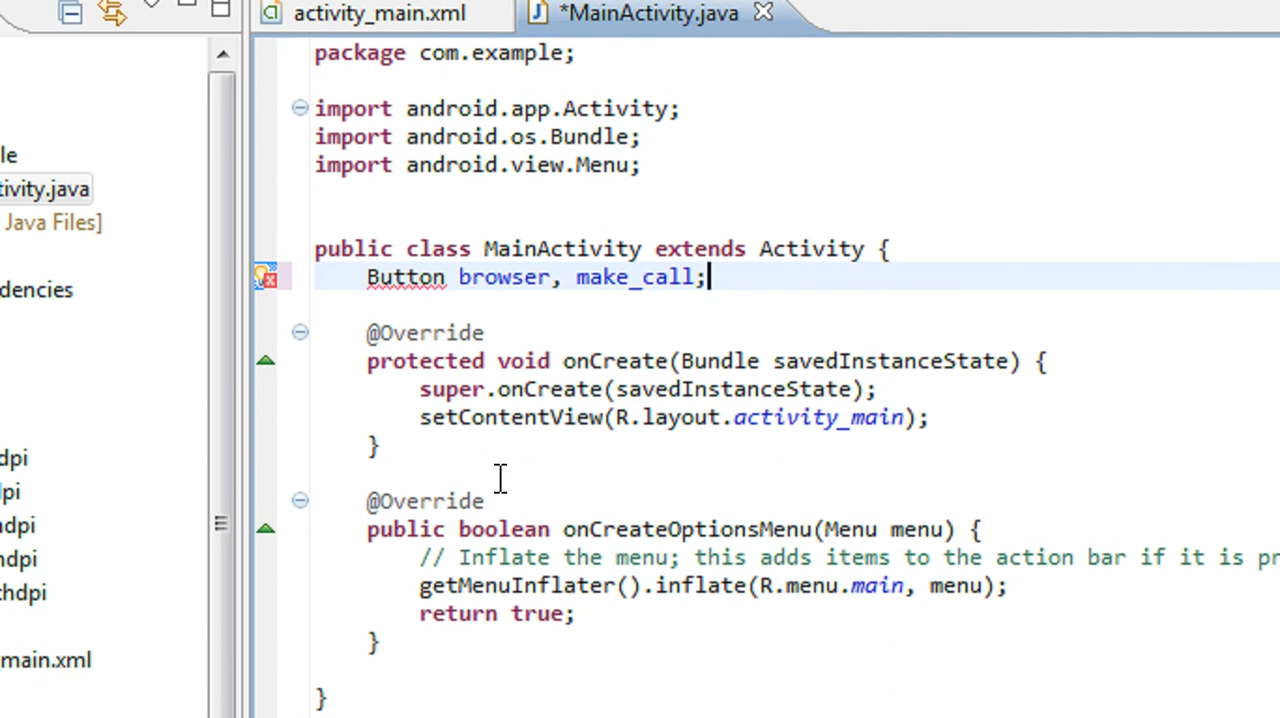 activity_main.xml
*MainActivity.java
le
tivity.java
Java Files]
dencies
dpi
pi
dpi
hdpi
_main.xml
package com.example;
import android.app.Activity;
import android.os.Bundle;
import android.view.Menu;
public class MainActivity extends Activity {
Button browser, make_call;
@Override
protected void onCreate(Bundle savedInstanceState) {
super.onCreate(savedInstanceState);
setContentView(R.layout.activity_main);
}
@Override
public boolean onCreateOptionsMenu(Menu menu) {
// Inflate the menu; this adds items to the action bar if it is pr
getMenuInflater().inflate(R.menu.main, menu);
return true;
}
}